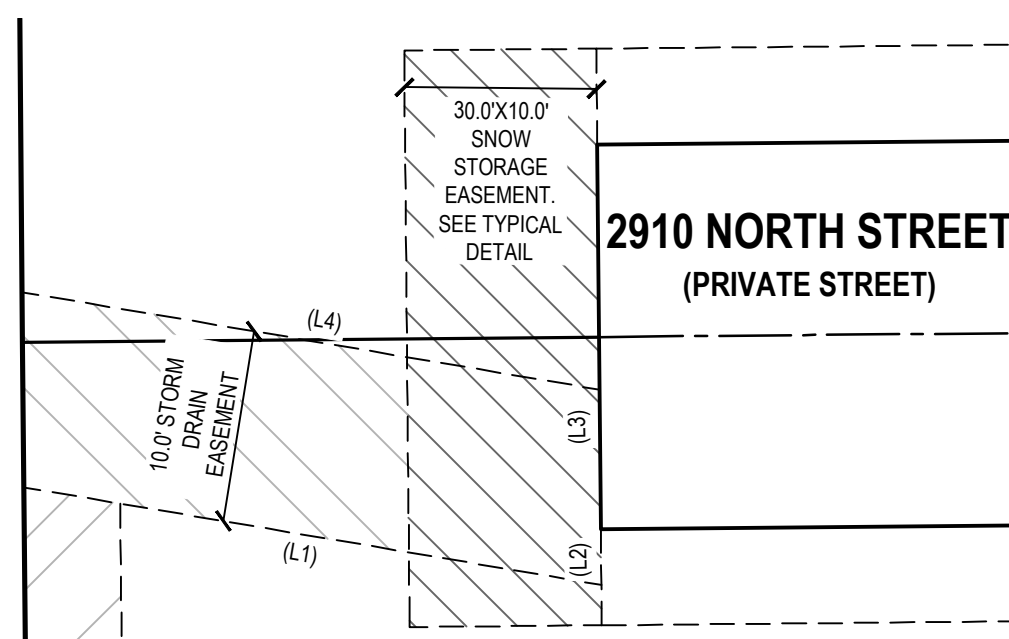 30.0'X10.0'
SNOW
STORAGE
EASEMENT.
SEE TYPICAL
DETAIL
2910 NORTH STREET
(PRIVATE STREET)
(L4)
10.0' STORM
DRAIN
EASEMENT
(L3)
(L1)
(L2)